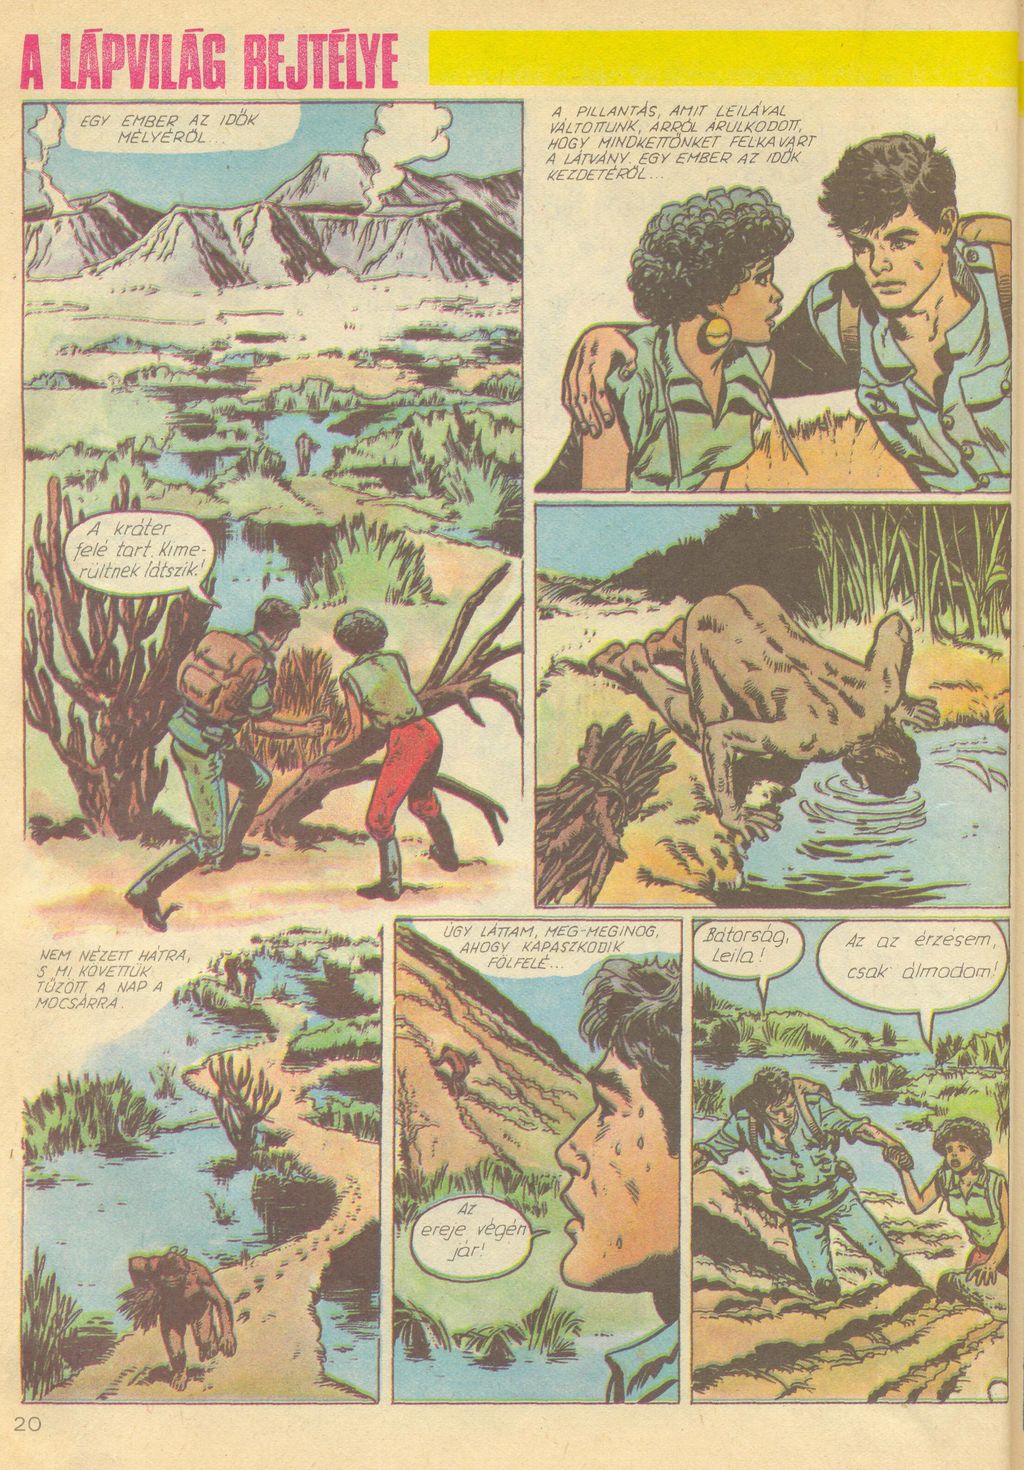 A LÁPVILÁG REJTÉLYE
EGY EMBER AZ IDŐK
MÉLYÉRŐL...
A kráter
felé tart. Kime-
rültnek látszik!
A PILLANTÁS, AMIT LEILÁVAL
VÁLTOTTUNK, ARRÓL ÁRULKODOTT,
HOGY MINDKETTŐNKET FELKAVART
A LÁTVÁNY. EGY EMBER AZ IDŐK
KEZDETÉRŐL...
NEM NÉZETT HÁTRA,
S MI KÖVETTÜK
TŰZÖTT A NAP A
MOCSÁRRA.
ÚGY LÁTTAM, MEG-MEGINOG,
AHOGY KAPASZKODIK
FÖLFELÉ...
Az
ereje végén
jár!
Bátorság,
Leila!
Az az érzésem,
csak álmodom!
20